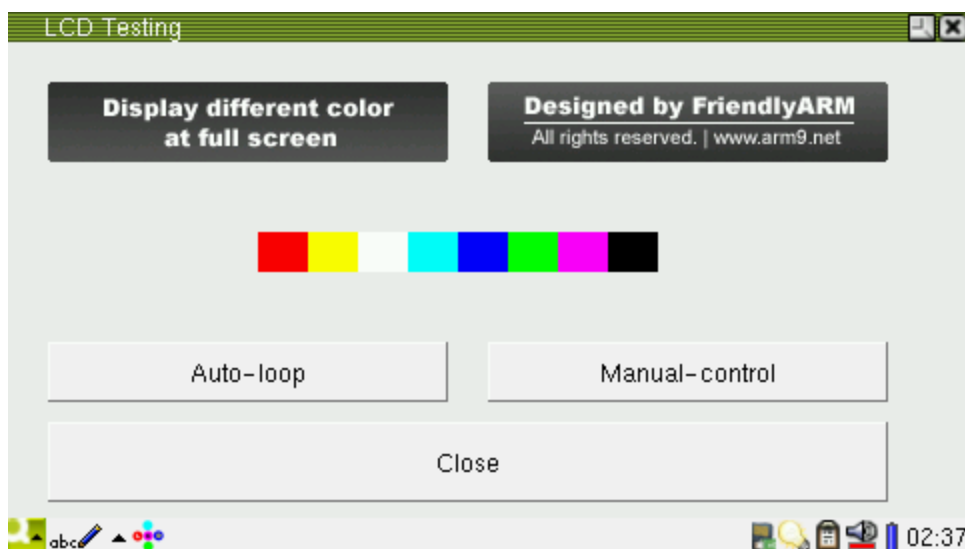 LCD Testing
Display different color
at full screen
Designed by FriendlyARM
All rights reserved. | www.arm9.net
Auto-loop
Manual-control
Close
abc
02:37